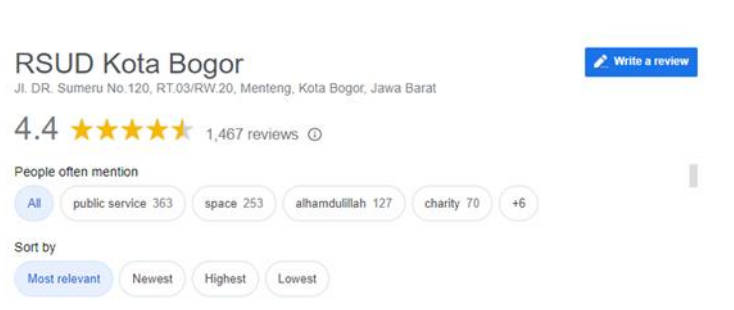 RSUD Kota Bogor
Write a review
Jl. DR. Sumeru No.120, RT.03/RW.20, Menteng, Kota Bogor, Jawa Barat
4.4 1,467 reviews
People often mention
All public service 363 space 253 alhamdulillah 127 charity 70 +6
Sort by
Most relevant Newest Highest Lowest